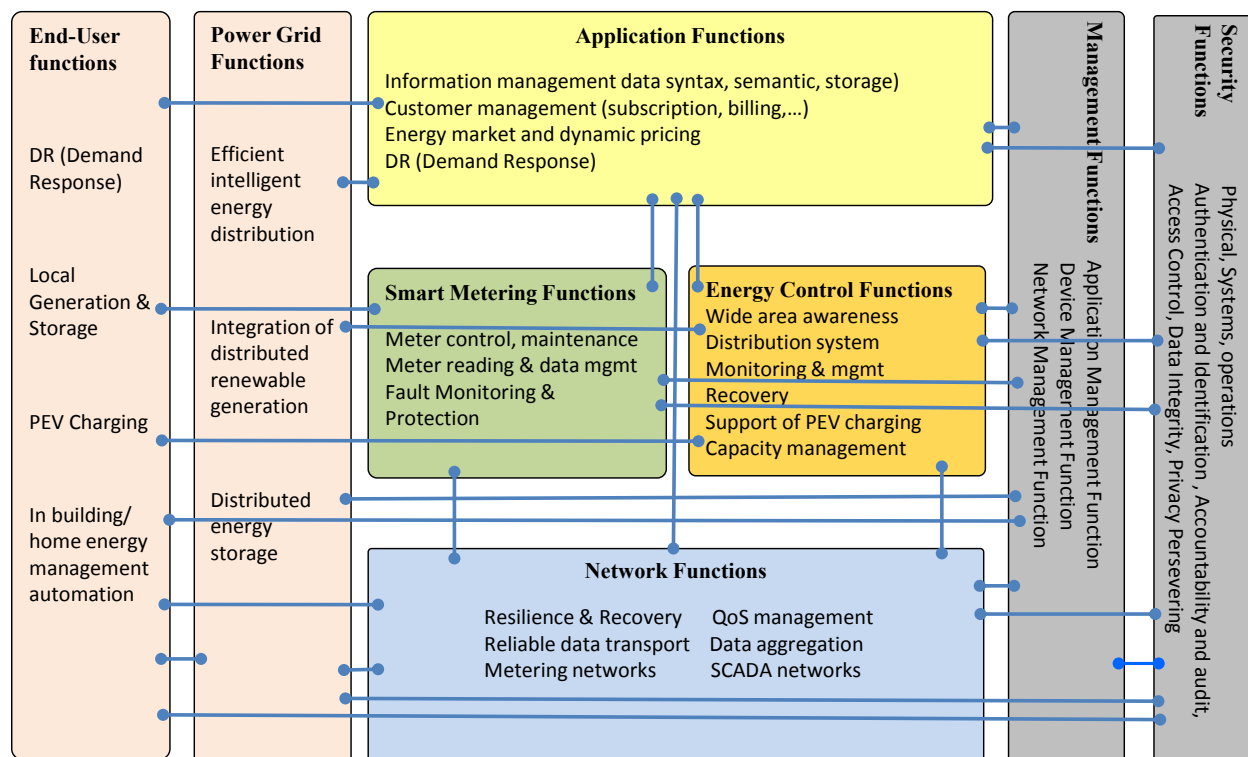 End-User
functions
DR (Demand
Response)
Local
Generation &
Storage
PEV Charging
In building/
home energy
management
automation
Power Grid
Functions
Efficient
intelligent
energy
distribution
Integration of
distributed
renewable
generation
Distributed
energy
storage
Application Functions
Information management data syntax, semantic, storage)
Customer management (subscription, billing,...)
Energy market and dynamic pricing
DR (Demand Response)
Smart Metering Functions
Meter control, maintenance
Meter reading & data mgmt
Fault Monitoring &
Protection
Energy Control Functions
Wide area awareness
Distribution system
Monitoring & mgmt
Recovery
Support of PEV charging
Capacity management
Network Functions
Resilience & Recovery QoS management
Reliable data transport Data aggregation
Metering networks SCADA networks
Management Functions
Application Management Function
Device Management Function
Network Management Function
Security
Functions
Physical, Systems, operations
Authentication and Identification , Accountability and audit,
Access Control, Data Integrity, Privacy Persevering